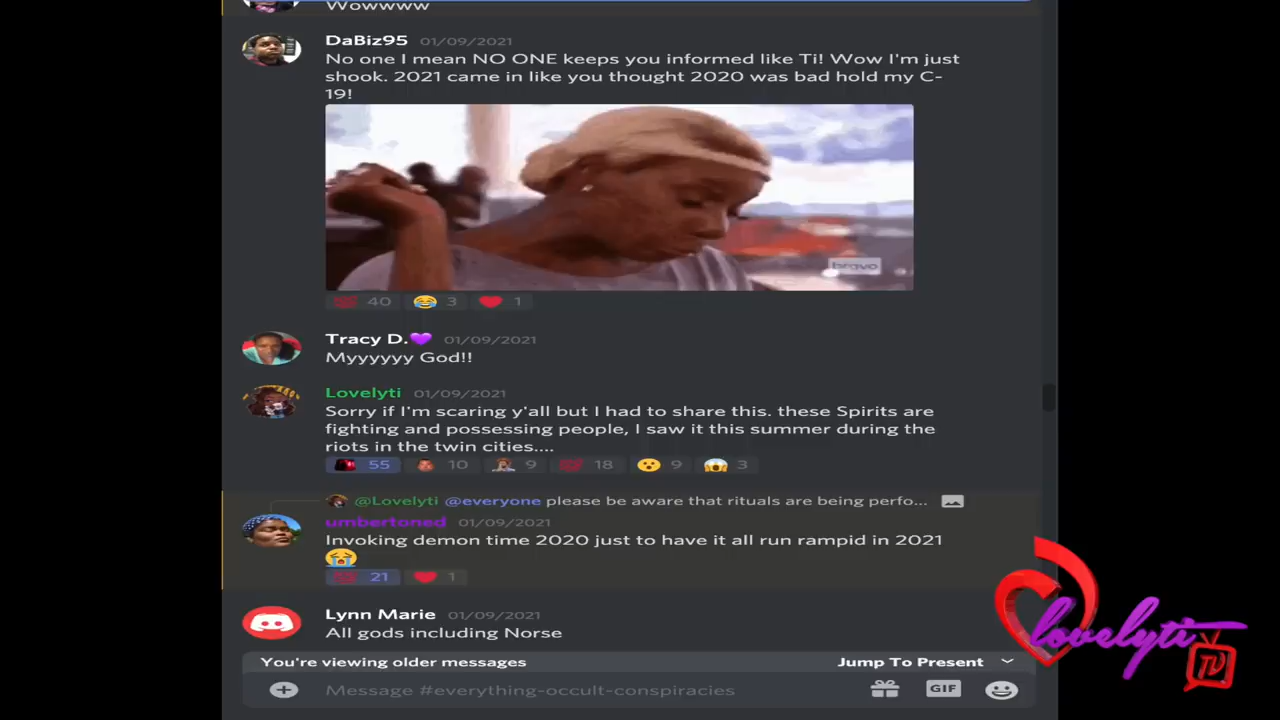 Wowwww
DaBiz95 01/09/2021
No one I mean NO ONE keeps you informed like Ti! Wow I'm just
shook. 2021 came in like you thought 2020 was bad hold my C-
19!
bravo
40 3 1
Tracy D. 01/09/2021
Myyyyyy God!!
Lovelyti 01/09/2021
Sorry if I'm scaring y'all but I had to share this. these Spirits are
fighting and possessing people, I saw it this summer during the
riots in the twin cities....
55 10 9 18 9 3
@Lovelyti @everyone please be aware that rituals are being perfo...
umbertoned 01/09/2021
Invoking demon time 2020 just to have it all run rampid in 2021
21 1
Lynn Marie 01/09/2021
All gods including Norse
You're viewing older messages Jump To Present
Message #everything-occult-conspiracies GIF
lovelyti
TV